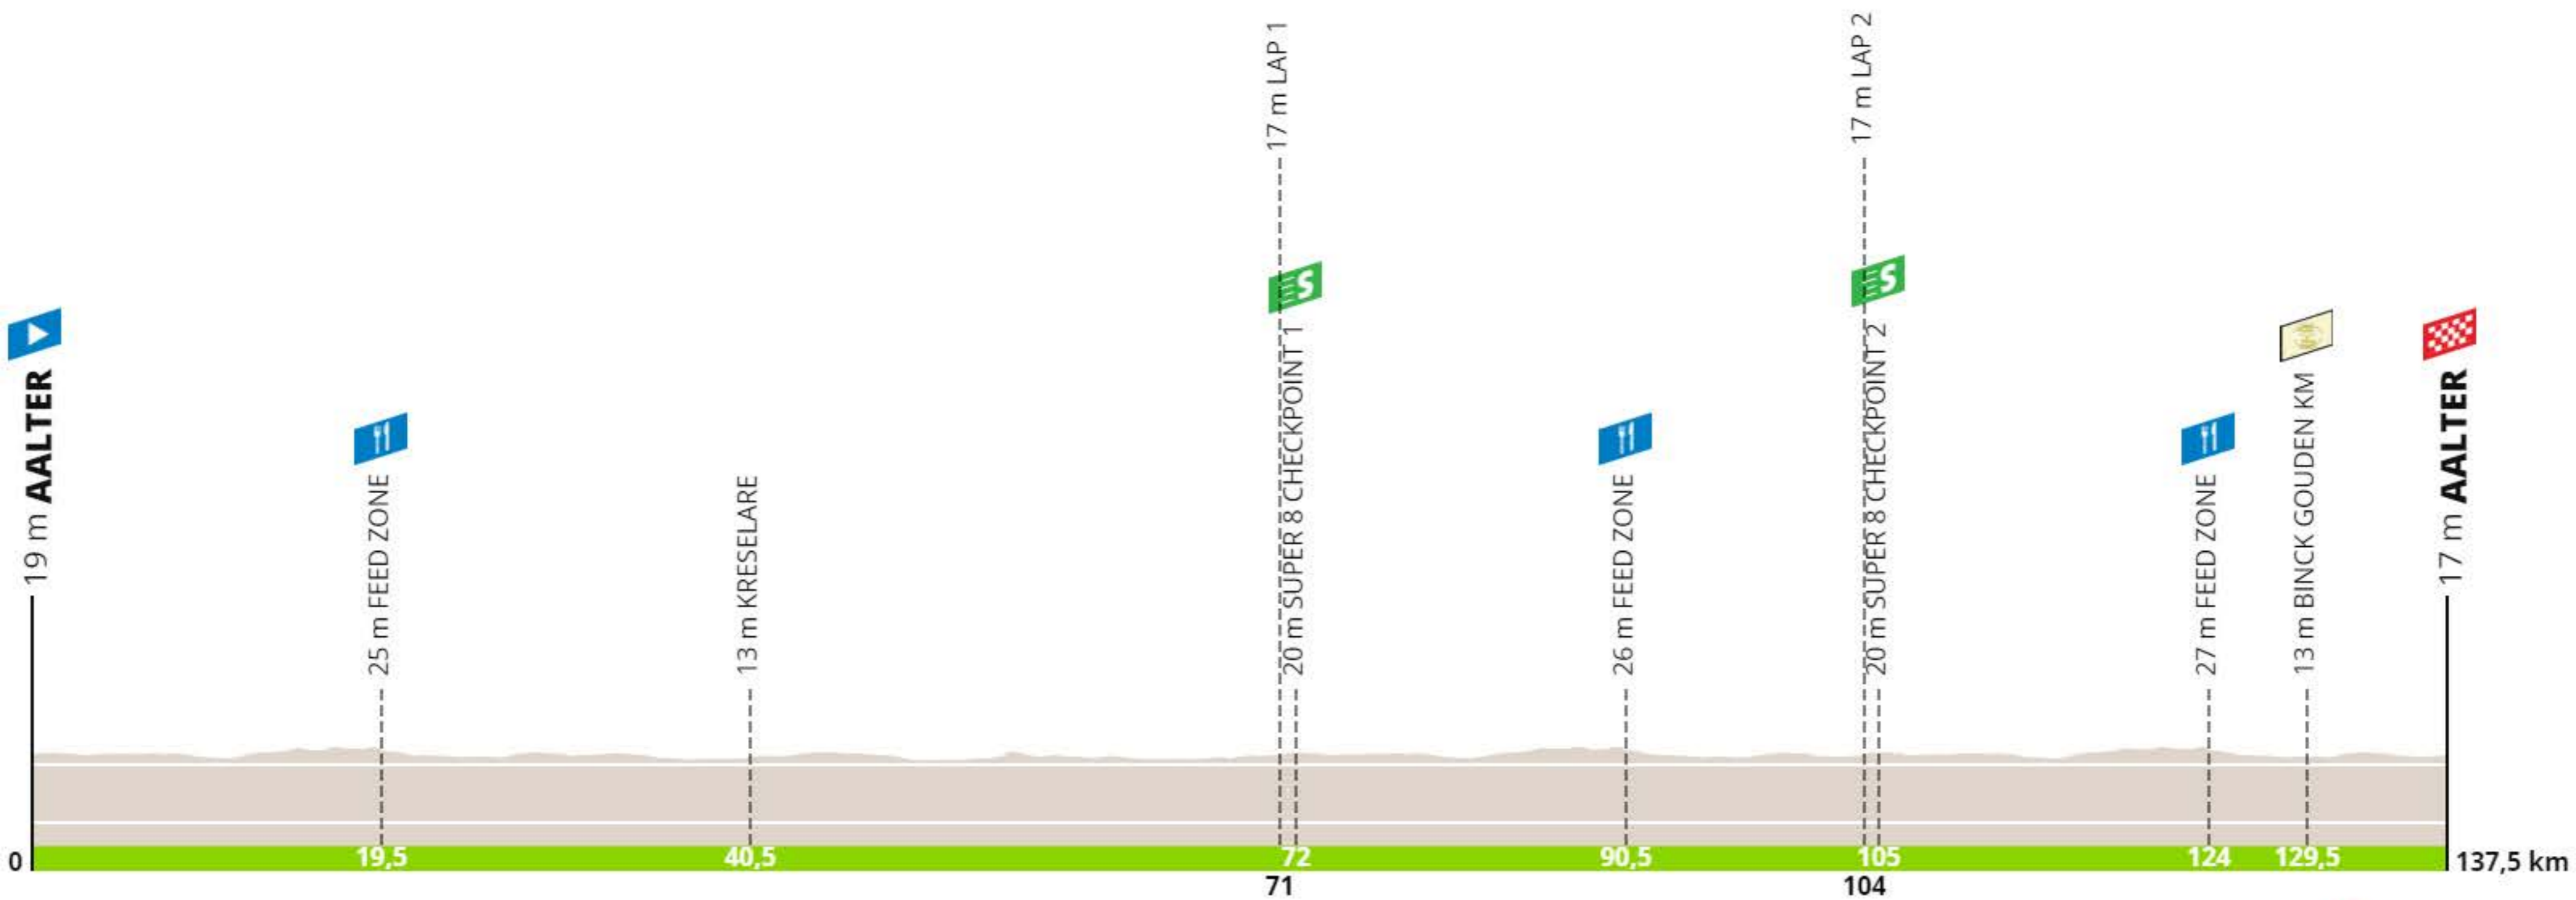 19 m AALTER
25 m FEED ZONE
13 m KRESELARE
17 m LAP 1
20 m SUPER 8 CHECKPOINT 1
26 m FEED ZONE
17 m LAP 2
20 m SUPER 8 CHECKPOINT 2
27 m FEED ZONE
13 m BINCK GOUDEN KM
17 m AALTER
S
S
0
19,5
40,5
72
90,5
105
124
129,5
137,5 km
71
104